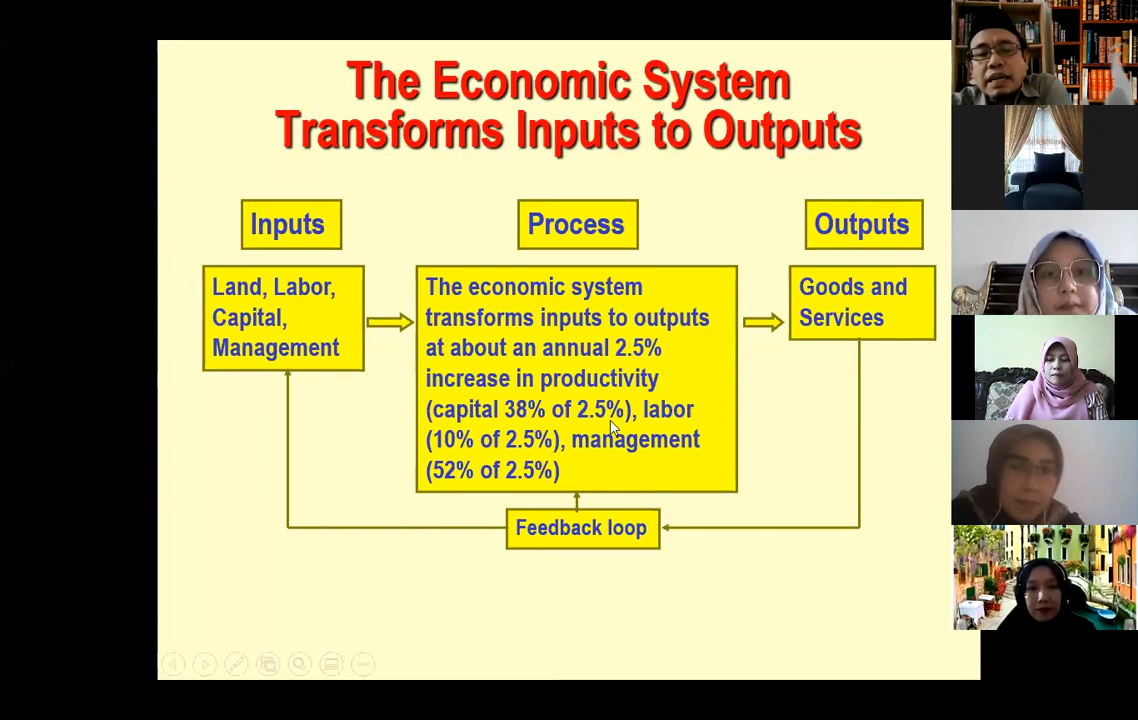 The Economic System
Transforms Inputs to Outputs
Inputs
Process
Outputs
Land, Labor,
Capital,
Management
The economic system
transforms inputs to outputs
at about an annual 2.5%
increase in productivity
(capital 38% of 2.5%), labor
(10% of 2.5%), management
(52% of 2.5%)
Goods and
Services
Feedback loop